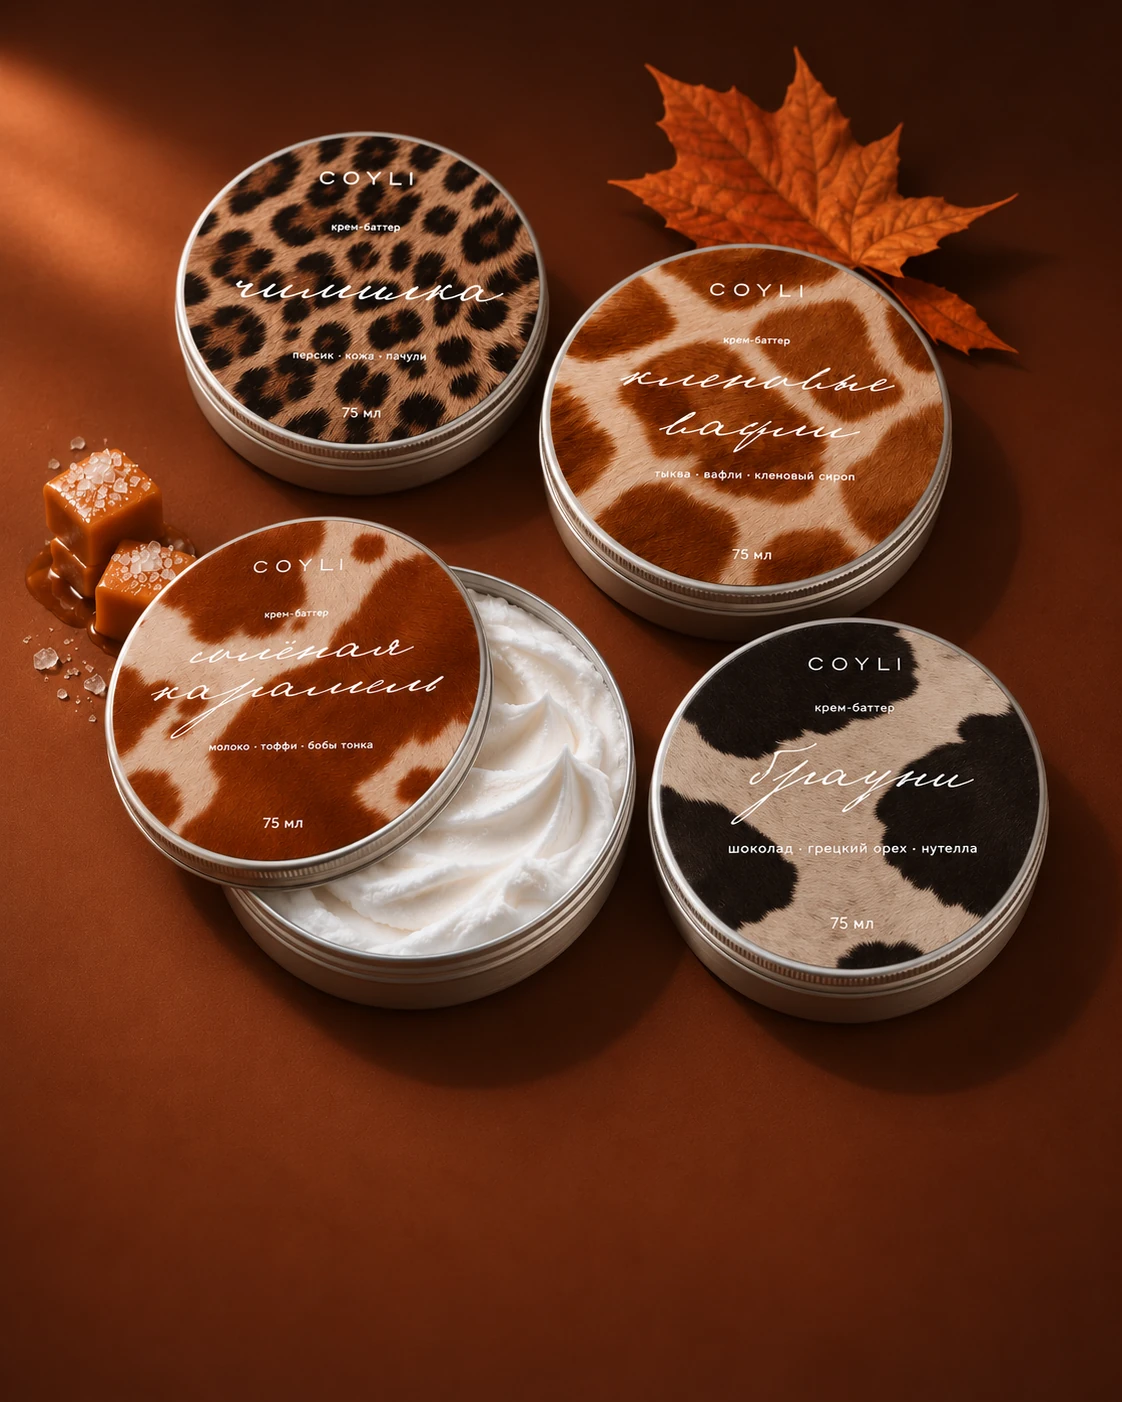 COYLI
крем-баттер
чимилка
персик · кожа · пачули
75 мл
COYLI
крем-баттер
кленовые
вафли
тыква · вафли · кленовый сироп
75 мл
COYLI
крем-баттер
солёная
карамель
молоко · тоффи · бобы тонка
75 мл
COYLI
крем-баттер
брауни
шоколад · грецкий орех · нутелла
75 мл